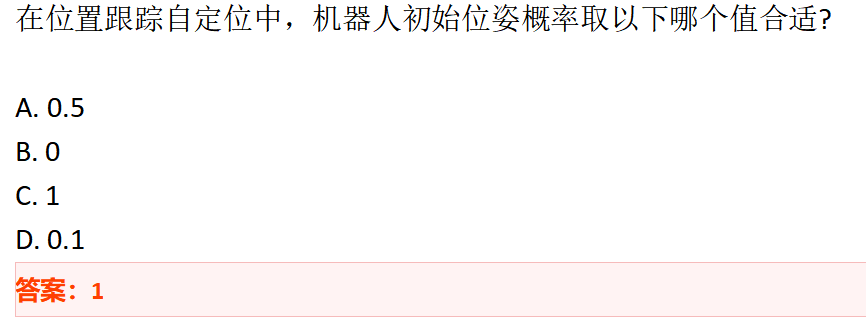 在位置跟踪自定位中，机器人初始位姿概率取以下哪个值合适?
A. 0.5
B. 0
C. 1
D. 0.1
答案：1